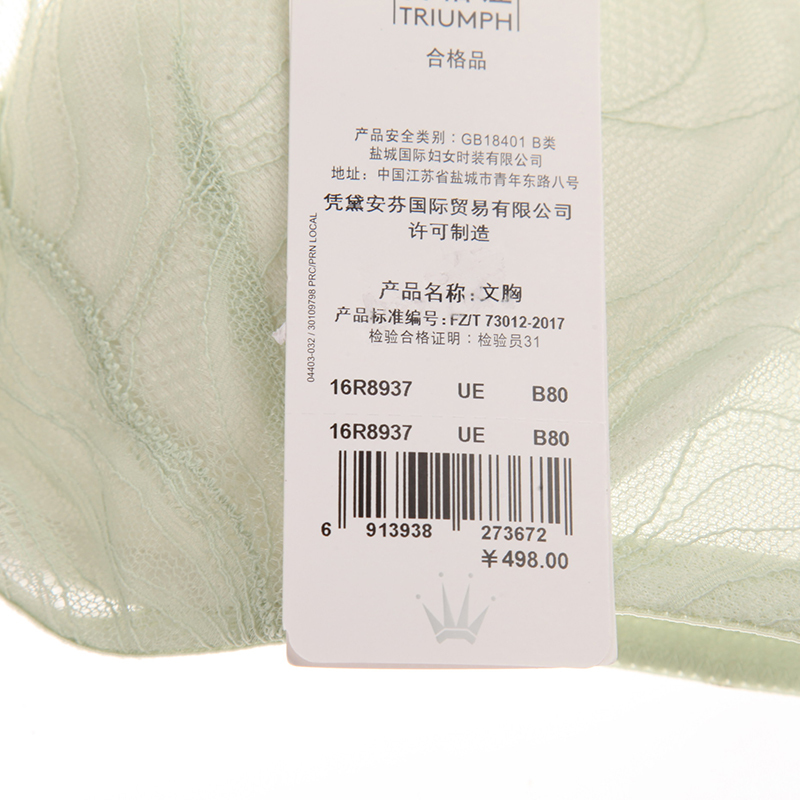 TRIUMPH
合格品
产品安全类别：GB18401 B类
盐城国际妇女时装有限公司
地址：中国江苏省盐城市青年东路八号
凭黛安芬国际贸易有限公司
许可制造
产品名称：文胸
产品标准编号：FZ/T 73012-2017
检验合格证明：检验员31
04403-032 / 30109798 PRC/PRN LOCAL
16R8937 UE B80
16R8937 UE B80
6 913938 273672
￥498.00